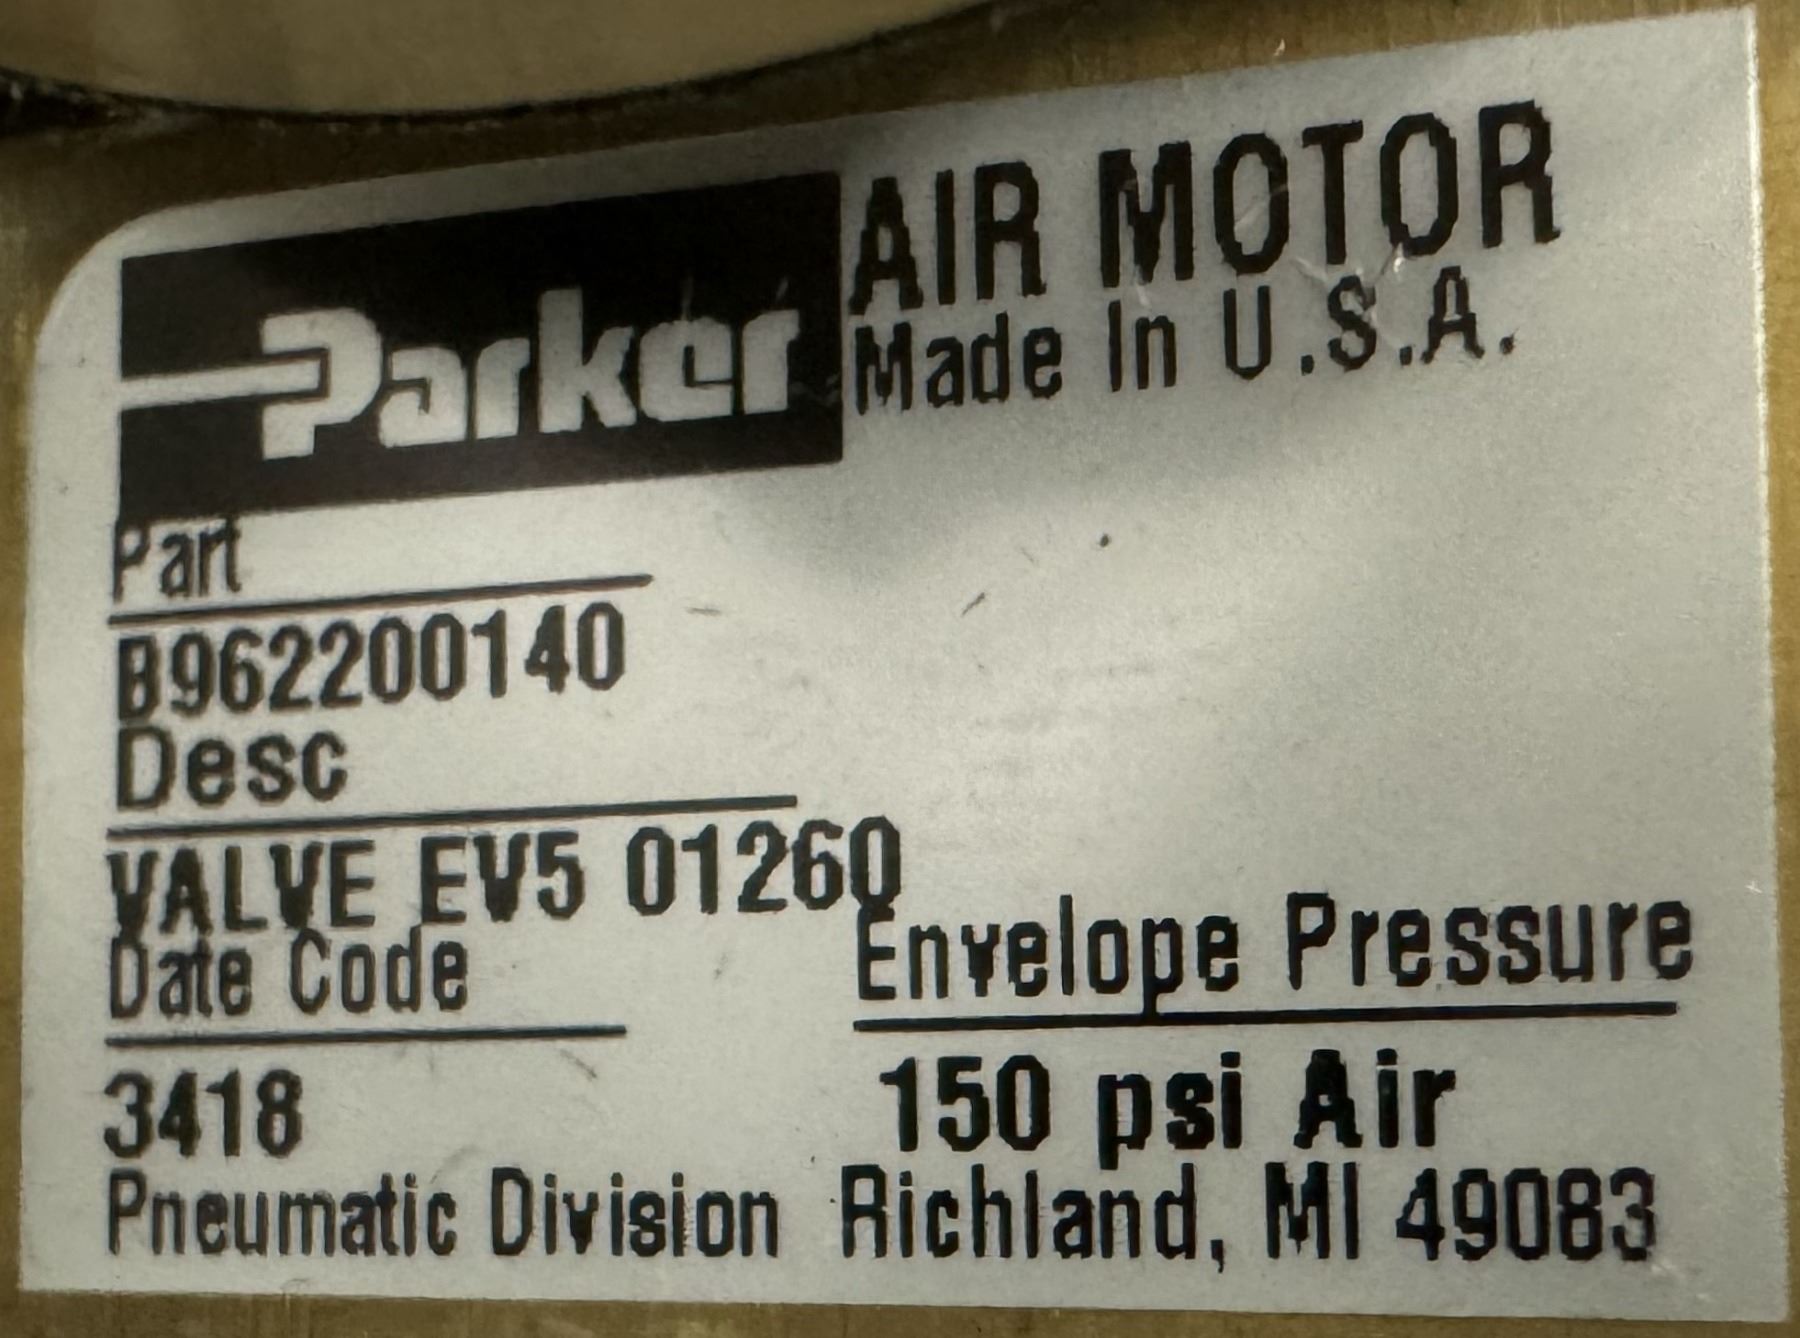 Parker AIR MOTOR
Made In U.S.A.
Part
B962200140
Desc
VALVE EV5 01260
Date Code
3418
Envelope Pressure
150 psi Air
Pneumatic Division Richland, MI 49083